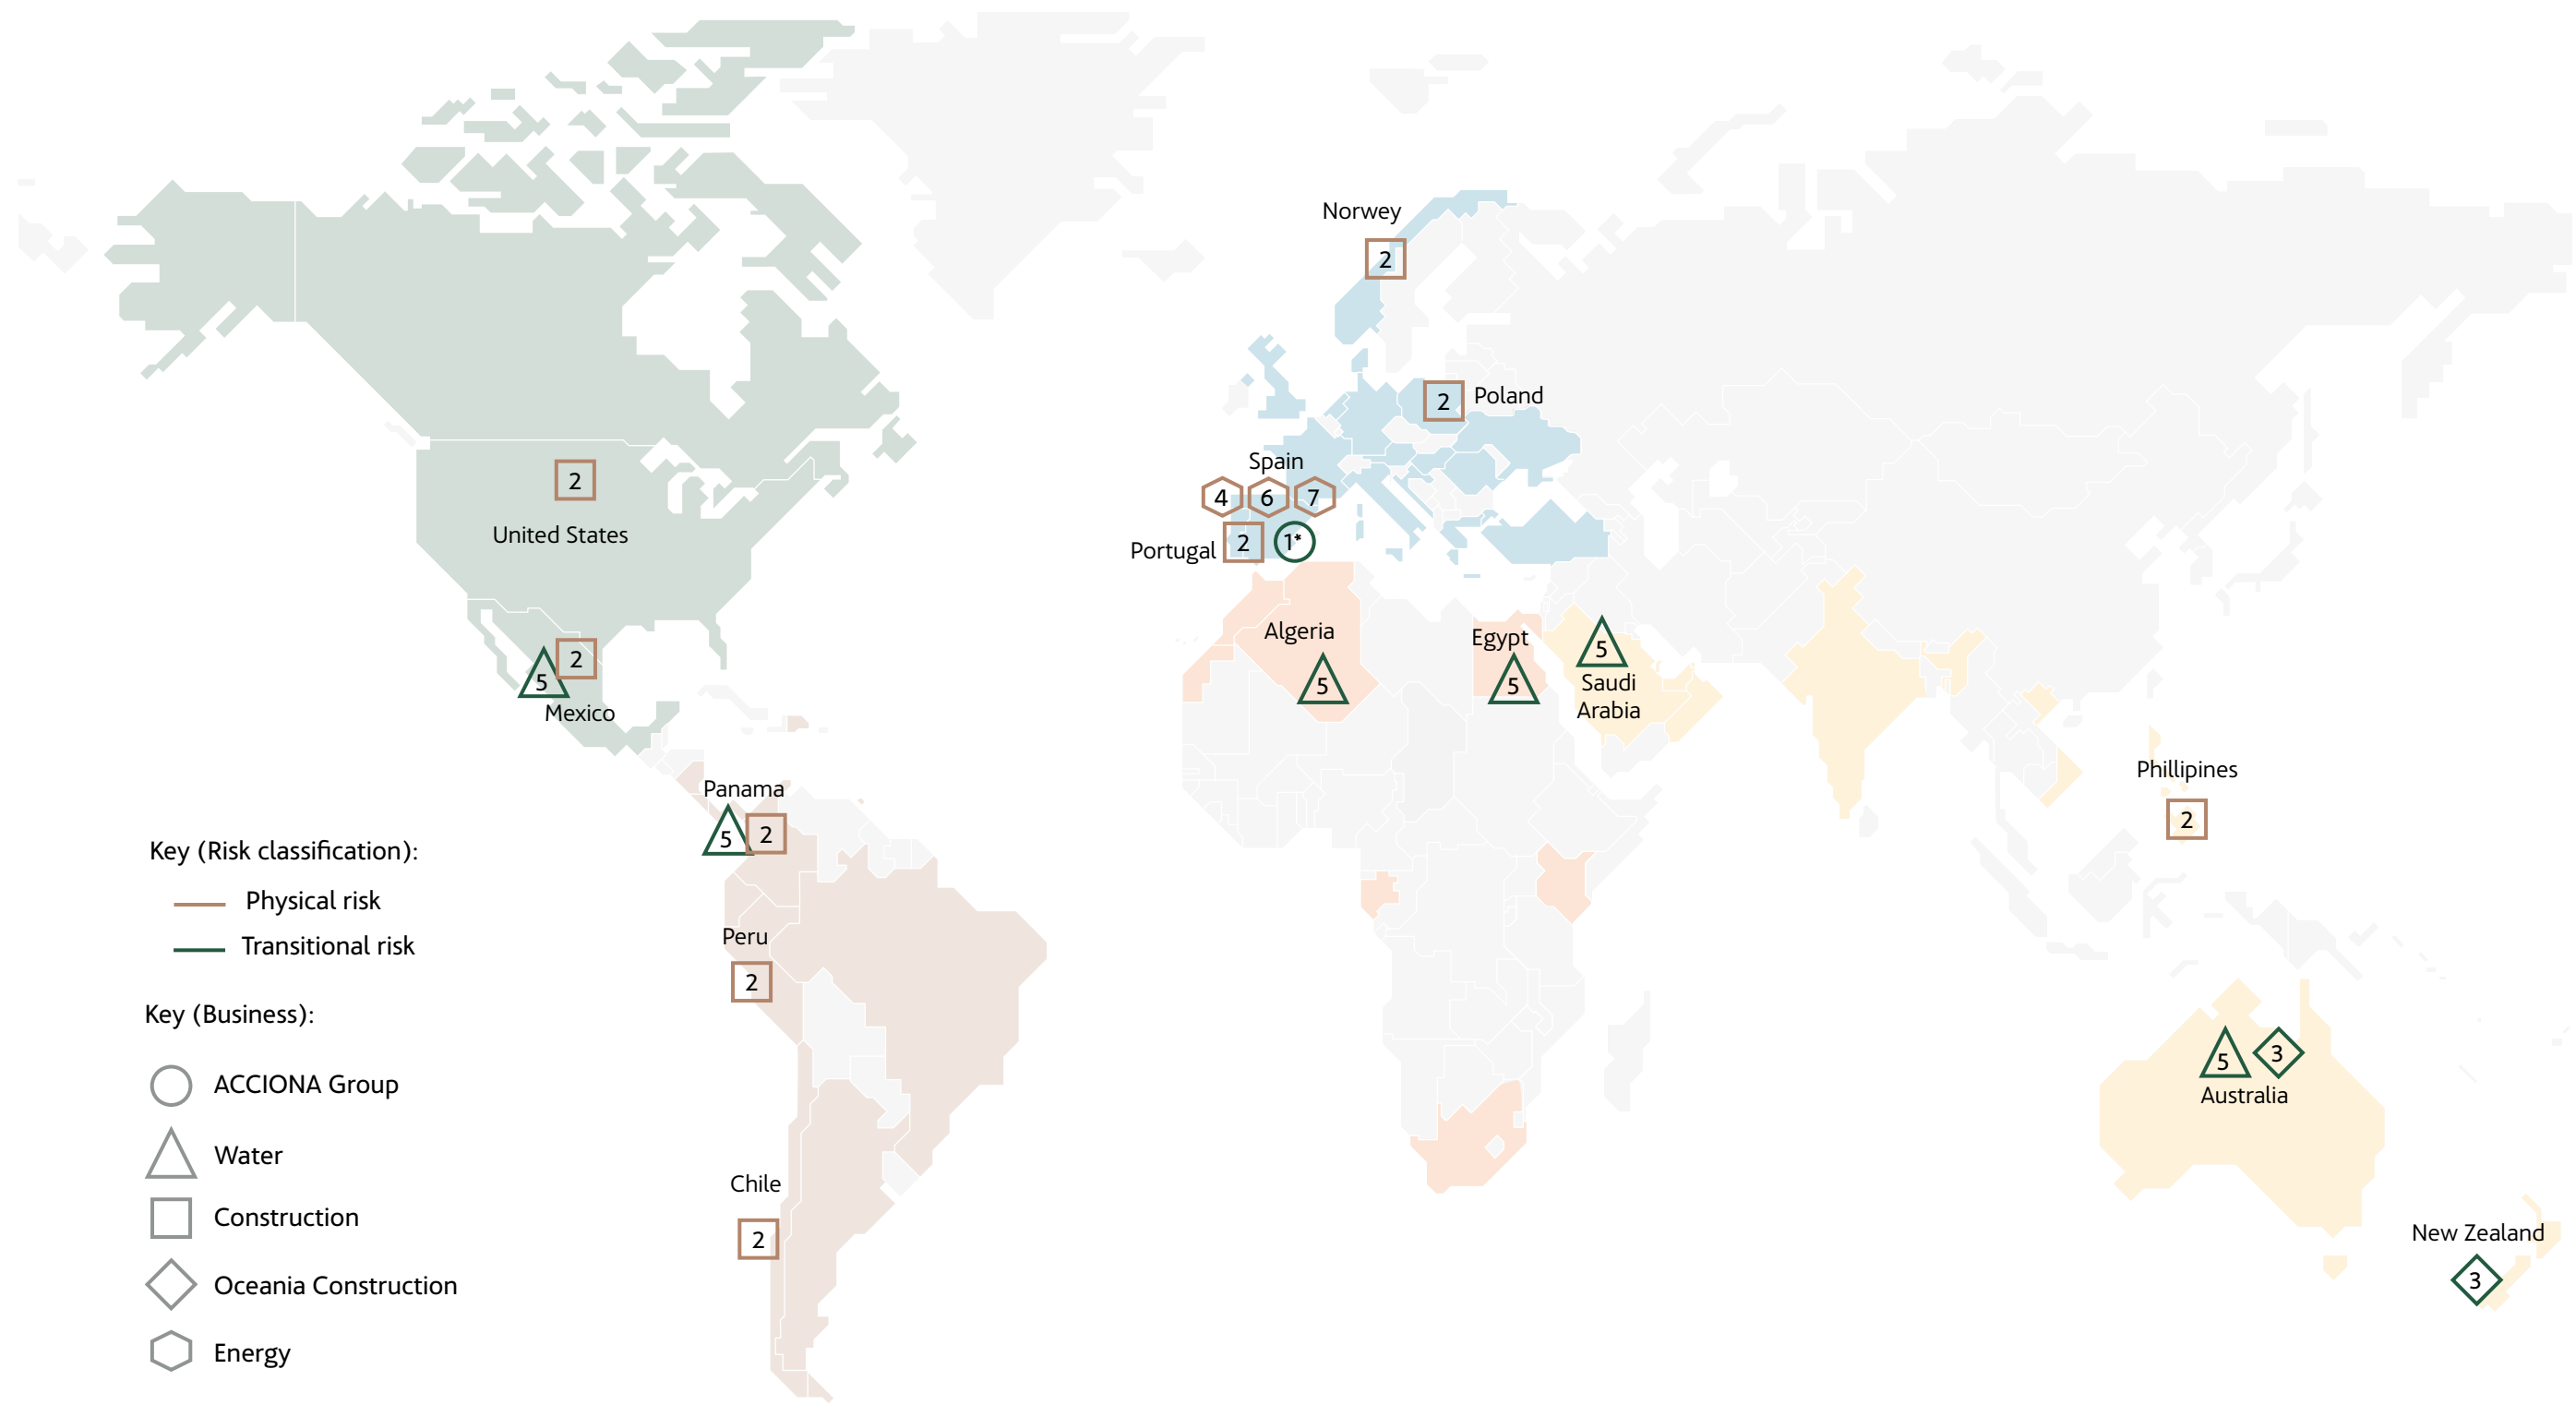 Norwey
2
2
Poland
2
United States
Spain
4
6
7
Portugal
2
1*
Algeria
5
Egypt
5
5
Saudi
Arabia
2
5
Mexico
Phillipines
2
Panama
5
2
Peru
2
Chile
2
5
3
Australia
New Zealand
3
Key (Risk classification):
Physical risk
Transitional risk
Key (Business):
ACCIONA Group
Water
Construction
Oceania Construction
Energy